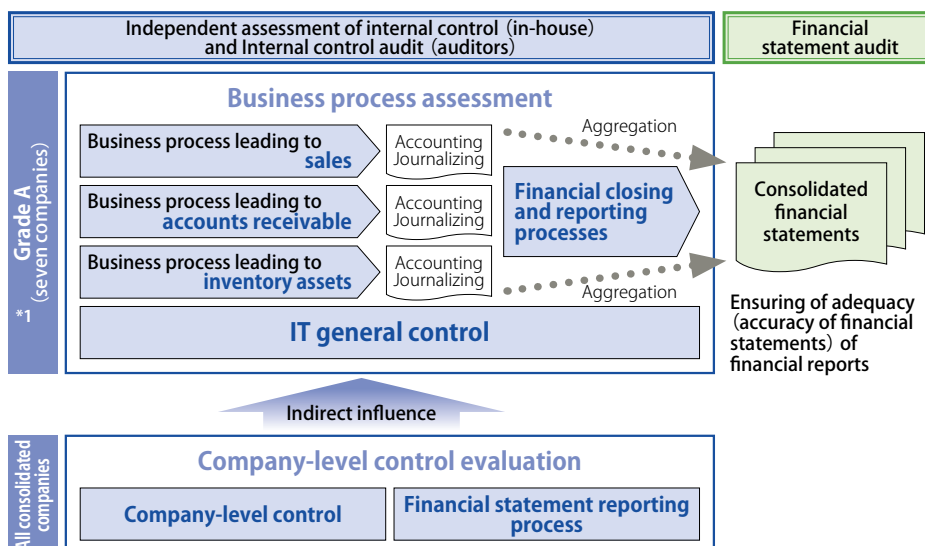 Independent assessment of internal control (in-house)
and Internal control audit (auditors)
Financial
statement audit
Grade A
(seven companies)
*1
Business process assessment
Business process leading to
sales
Accounting
Journalizing
Aggregation
Business process leading to
accounts receivable
Accounting
Journalizing
Financial closing
and reporting
processes
Business process leading to
inventory assets
Accounting
Journalizing
Aggregation
IT general control
Consolidated
financial
statements
Ensuring of adequacy
(accuracy of financial
statements) of
financial reports
Indirect influence
All consolidated
companies
Company-level control evaluation
Company-level control
Financial statement reporting
process